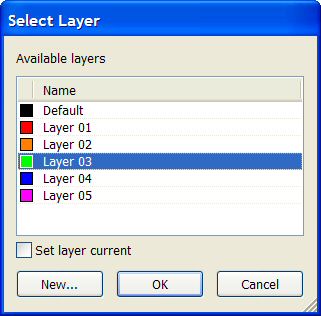 Select Layer
Available layers
Name
Default
Layer 01
Layer 02
Layer 03
Layer 04
Layer 05
Set layer current
New... OK Cancel